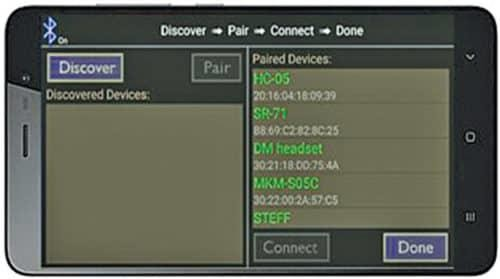 On
Discover ➡ Pair ➡ Connect ➡ Done
Discover
Pair
Discovered Devices:
Paired Devices:
HC-05
20:16:04:18:09:39
SR-71
B8:69:C2:82:8C:25
DM headset
30:21:18:DD:75:4A
MKM-S05C
30:22:00:2A:57:C5
STEFF
Connect
Done